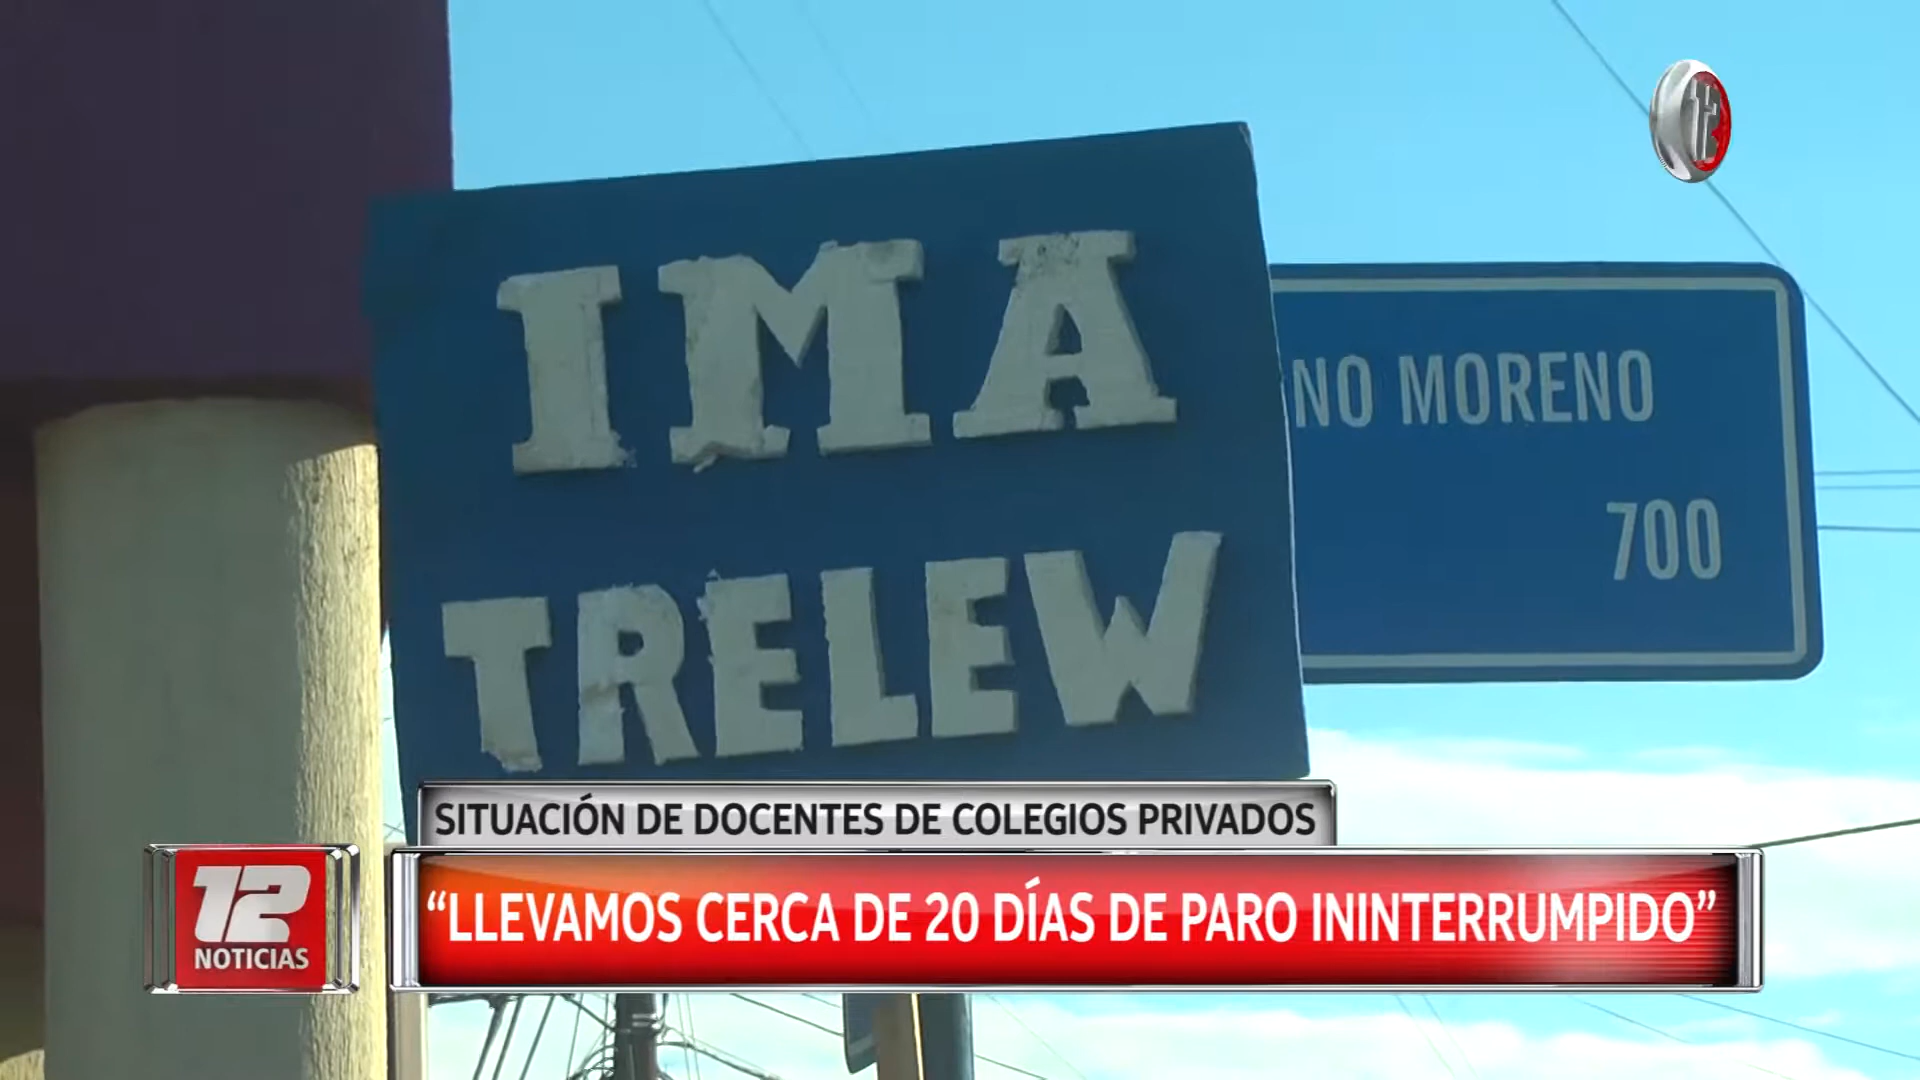 12
IMA
TRELEW
NO MORENO
700
SITUACIÓN DE DOCENTES DE COLEGIOS PRIVADOS
“LLEVAMOS CERCA DE 20 DÍAS DE PARO ININTERRUMPIDO”
12
NOTICIAS